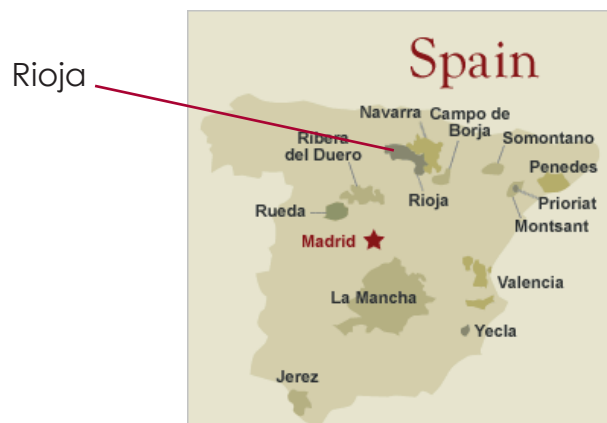 Spain
Rioja
Navarra
Campo de
Borja
Ribera
del Duero
Somontano
Penedes
Rioja
Prioriat
Rueda
Montsant
Madrid
Valencia
La Mancha
Yecla
Jerez